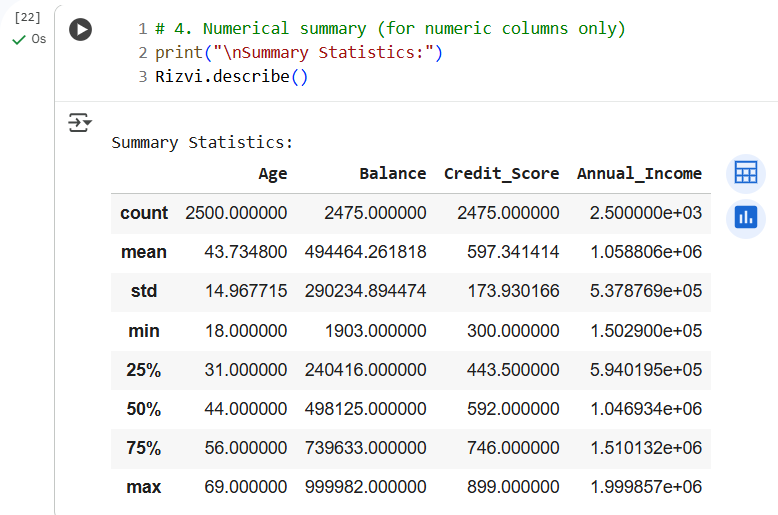 [22]
0s
1 # 4. Numerical summary (for numeric columns only)
2 print("\nSummary Statistics:")
3 Rizvi.describe()
Summary Statistics:
Age Balance Credit_Score Annual_Income
count 2500.000000 2475.000000 2475.000000 2.500000e+03
mean 43.734800 494464.261818 597.341414 1.058806e+06
std 14.967715 290234.894474 173.930166 5.378769e+05
min 18.000000 1903.000000 300.000000 1.502900e+05
25% 31.000000 240416.000000 443.500000 5.940195e+05
50% 44.000000 498125.000000 592.000000 1.046934e+06
75% 56.000000 739633.000000 746.000000 1.510132e+06
max 69.000000 999982.000000 899.000000 1.999857e+06